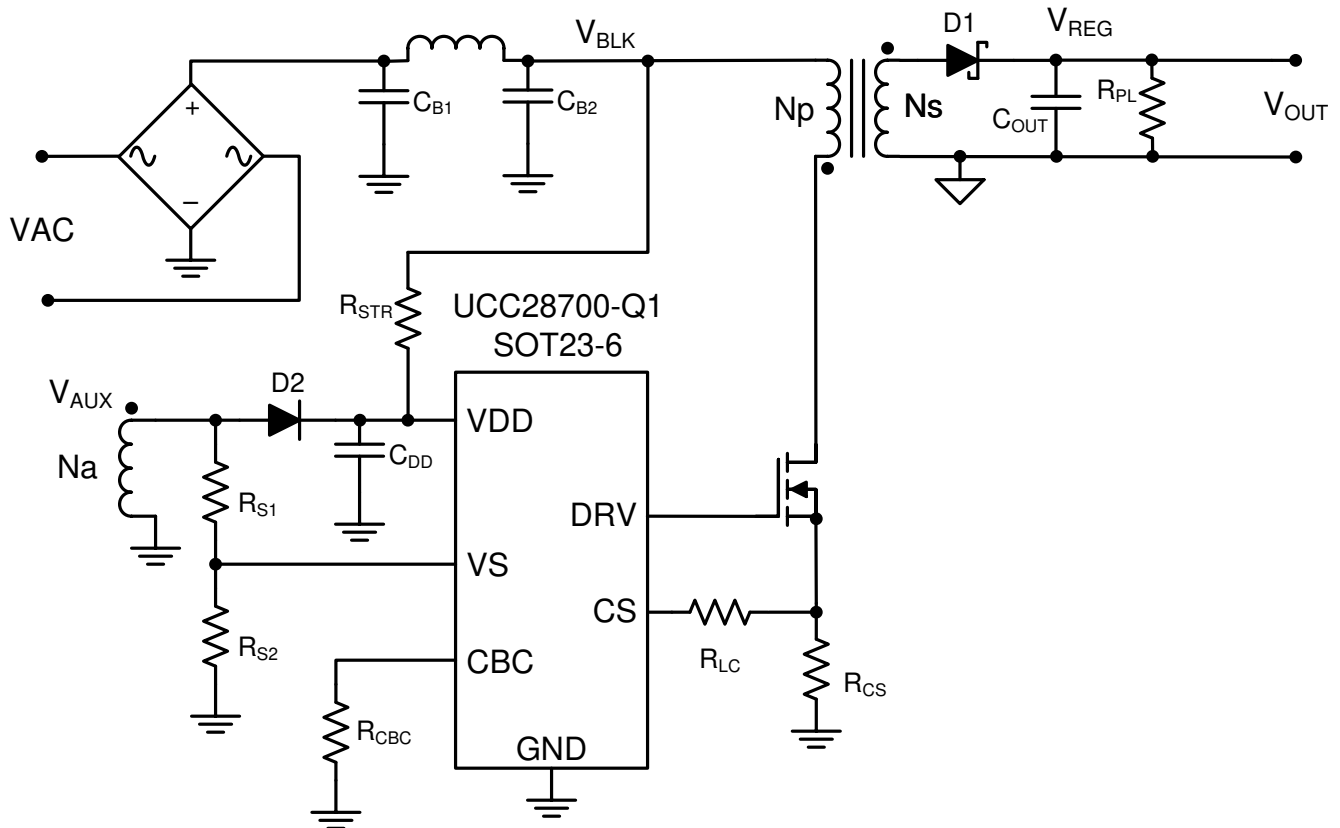 V_BLK
D1
V_REG
+
C_B1
C_B2
Np
Ns
C_OUT
R_PL
V_OUT
−
VAC
R_STR
UCC28700-Q1
SOT23-6
V_AUX
D2
VDD
Na
C_DD
R_S1
DRV
VS
CS
R_S2
CBC
R_LC
R_CS
R_CBC
GND